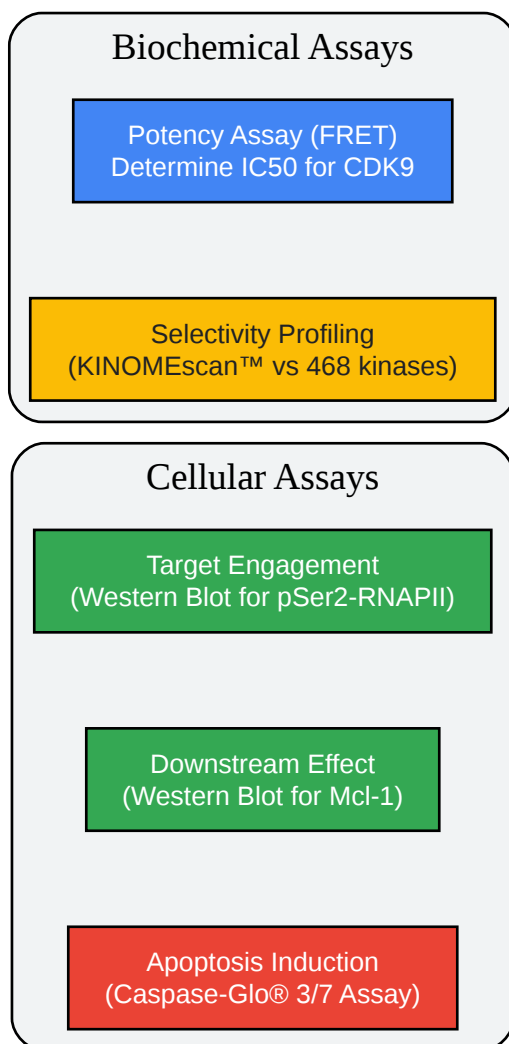 Biochemical Assays
Potency Assay (FRET)
Determine IC50 for CDK9
Selectivity Profiling
(KINOMEscan™ vs 468 kinases)
Cellular Assays
Target Engagement
(Western Blot for pSer2-RNAPII)
Downstream Effect
(Western Blot for Mcl-1)
Apoptosis Induction
(Caspase-Glo® 3/7 Assay)